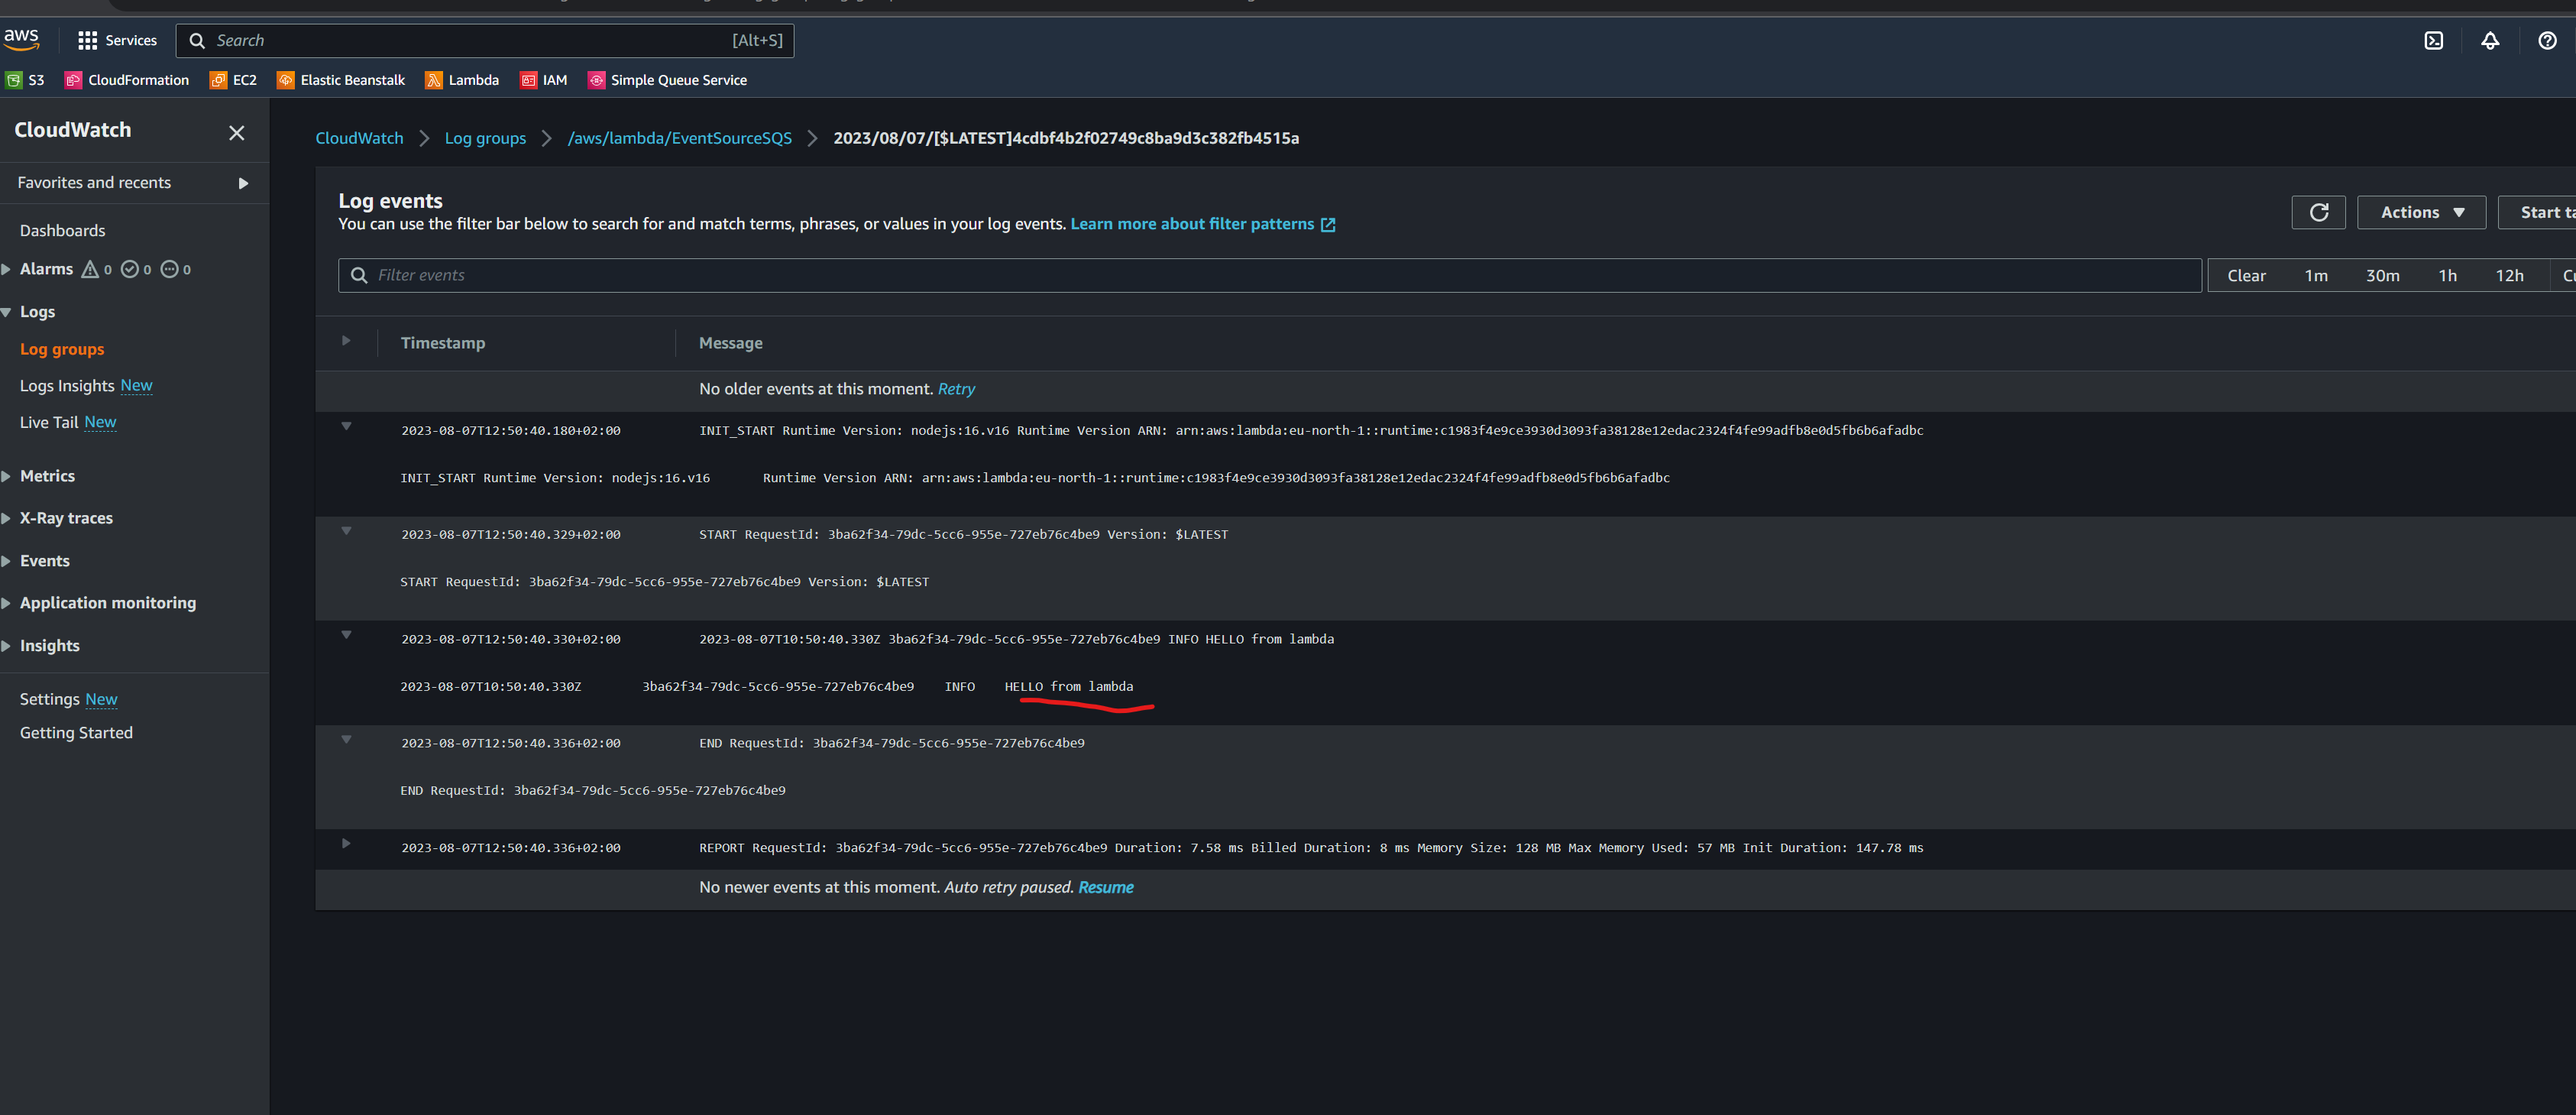 aws
Services
Search [Alt+S]
S3 CloudFormation EC2 Elastic Beanstalk Lambda IAM Simple Queue Service
CloudWatch
Favorites and recents
Dashboards
Alarms 0 0 0
Logs
Log groups
Logs Insights New
Live Tail New
Metrics
X-Ray traces
Events
Application monitoring
Insights
Settings New
Getting Started
CloudWatch Log groups /aws/lambda/EventSourceSQS 2023/08/07/[$LATEST]4cdbf4b2f02749c8ba9d3c382fb4515a
Log events
You can use the filter bar below to search for and match terms, phrases, or values in your log events. Learn more about filter patterns
Actions Start
Filter events
Clear 1m 30m 1h 12h
Timestamp Message
No older events at this moment. Retry
2023-08-07T12:50:40.180+02:00 INIT_START Runtime Version: nodejs:16.v16 Runtime Version ARN: arn:aws:lambda:eu-north-1::runtime:c1983f4e9ce3930d3093fa38128e12edac2324f4fe99adfb8e0d5fb6b6afadbc
INIT_START Runtime Version: nodejs:16.v16 Runtime Version ARN: arn:aws:lambda:eu-north-1::runtime:c1983f4e9ce3930d3093fa38128e12edac2324f4fe99adfb8e0d5fb6b6afadbc
2023-08-07T12:50:40.329+02:00 START RequestId: 3ba62f34-79dc-5cc6-955e-727eb76c4be9 Version: $LATEST
START RequestId: 3ba62f34-79dc-5cc6-955e-727eb76c4be9 Version: $LATEST
2023-08-07T12:50:40.330+02:00 2023-08-07T10:50:40.330Z 3ba62f34-79dc-5cc6-955e-727eb76c4be9 INFO HELLO from lambda
2023-08-07T10:50:40.330Z 3ba62f34-79dc-5cc6-955e-727eb76c4be9 INFO HELLO from lambda
2023-08-07T12:50:40.336+02:00 END RequestId: 3ba62f34-79dc-5cc6-955e-727eb76c4be9
END RequestId: 3ba62f34-79dc-5cc6-955e-727eb76c4be9
2023-08-07T12:50:40.336+02:00 REPORT RequestId: 3ba62f34-79dc-5cc6-955e-727eb76c4be9 Duration: 7.58 ms Billed Duration: 8 ms Memory Size: 128 MB Max Memory Used: 57 MB Init Duration: 147.78 ms
No newer events at this moment. Auto retry paused. Resume